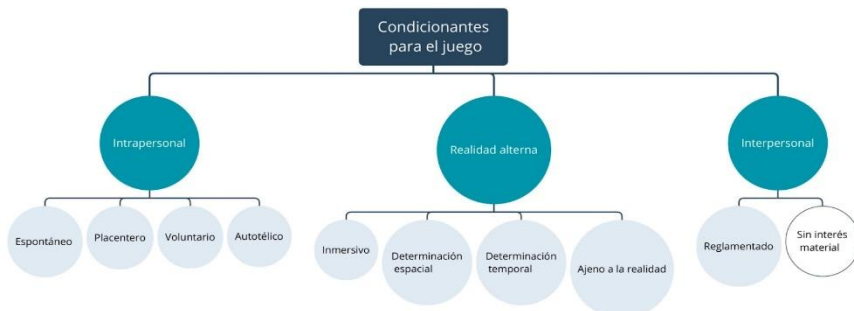 Condicionantes
para el juego
Intrapersonal
Realidad alterna
Interpersonal
Espontáneo
Placentero
Voluntario
Autotélico
Inmersivo
Determinación
espacial
Determinación
temporal
Ajeno a la realidad
Reglamentado
Sin interés
material